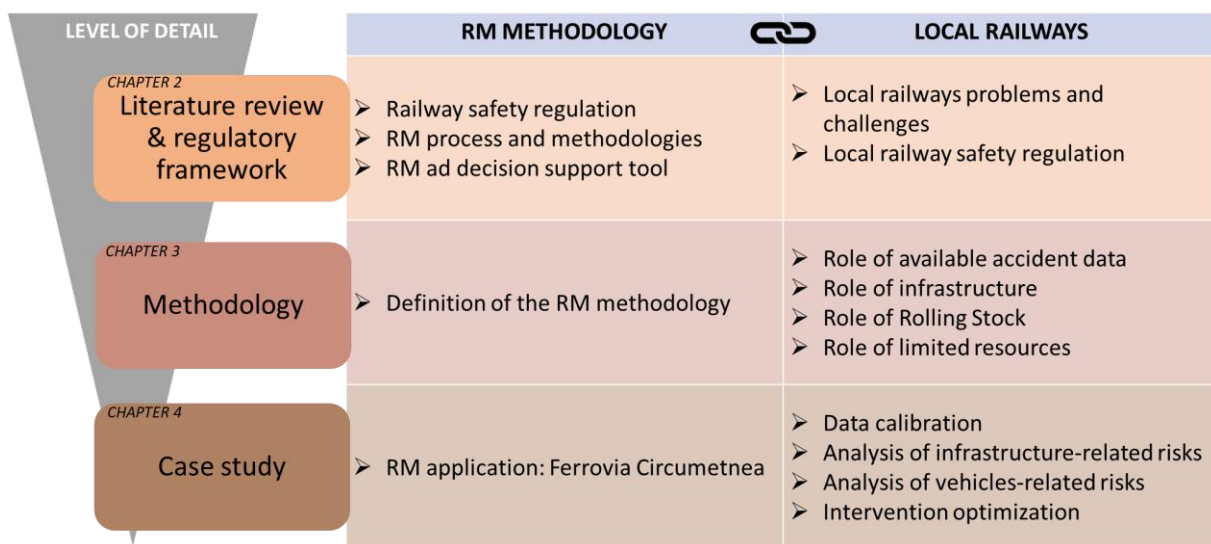 LEVEL OF DETAIL
RM METHODOLOGY
LOCAL RAILWAYS
CHAPTER 2
Literature review
& regulatory
framework
➢ Railway safety regulation
➢ RM process and methodologies
➢ RM ad decision support tool
➢ Local railways problems and
challenges
➢ Local railway safety regulation
CHAPTER 3
Methodology
➢ Definition of the RM methodology
➢ Role of available accident data
➢ Role of infrastructure
➢ Role of Rolling Stock
➢ Role of limited resources
CHAPTER 4
Case study
➢ RM application: Ferrovia Circumetnea
➢ Data calibration
➢ Analysis of infrastructure-related risks
➢ Analysis of vehicles-related risks
➢ Intervention optimization